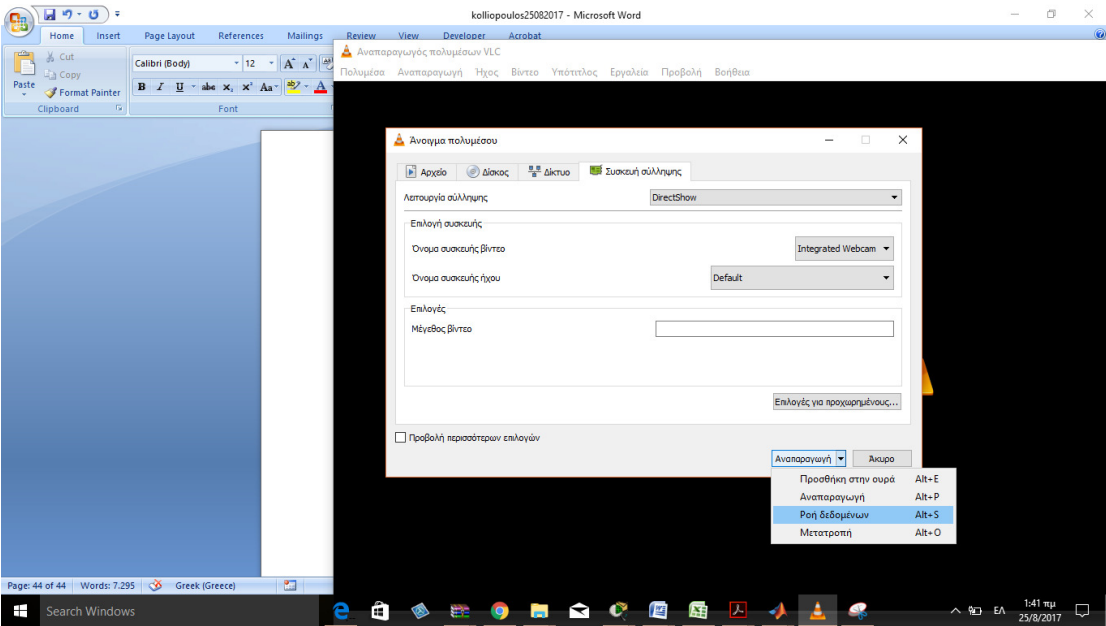 kolliopoulos25082017 - Microsoft Word
Home Insert Page Layout References Mailings Review View Developer Acrobat
Cut
Copy
Format Painter
Paste
Clipboard
Calibri (Body) 12
Font
Αναπαραγωγός πολυμέσων VLC
Πολυμέσα Αναπαραγωγή Ήχος Βίντεο Υπότιτλος Εργαλεία Προβολή Βοήθεια
Άνοιγμα πολυμέσου
Αρχείο Δίσκος Δίκτυο Συσκευή σύλληψης
Λειτουργία σύλληψης DirectShow
Επιλογή συσκευής
Όνομα συσκευής βίντεο Integrated Webcam
Όνομα συσκευής ήχου Default
Επιλογές
Μέγεθος βίντεο
Επιλογές για προχωρημένους...
Προβολή περισσότερων επιλογών
Αναπαραγωγή Άκυρο
Προσθήκη στην ουρά Alt+E
Αναπαραγωγή Alt+P
Ροή δεδομένων Alt+S
Μετατροπή Alt+O
Page: 44 of 44 Words: 7.295 Greek (Greece)
Search Windows
ΕΛ
1:41 πμ
25/8/2017